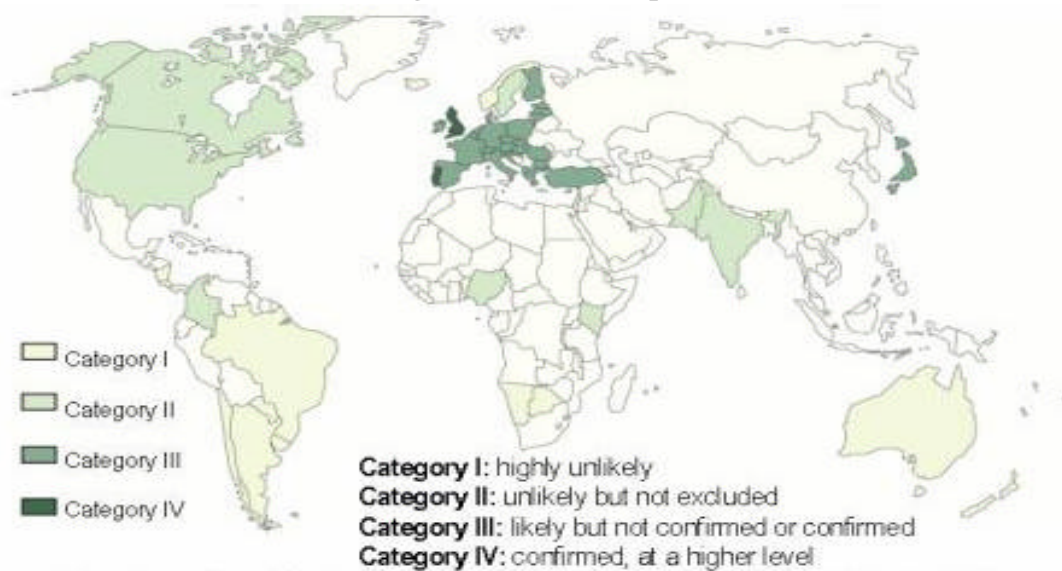 Category I
Category II
Category III
Category IV
Category I: highly unlikely
Category II: unlikely but not excluded
Category III: likely but not confirmed or confirmed
Category IV: confirmed, at a higher level